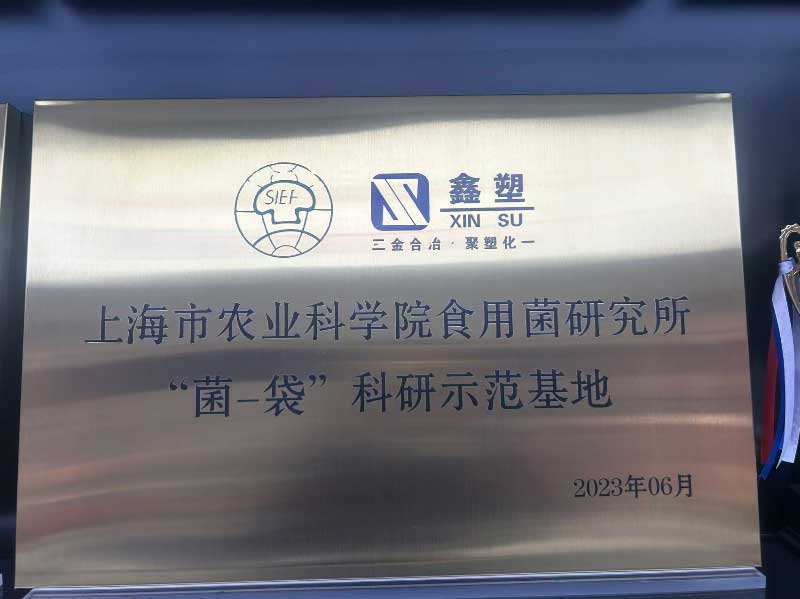 SIEF
鑫塑
XIN SU
三金合冶·聚塑化一
上海市农业科学院食用菌研究所
“菌-袋”科研示范基地
2023年06月